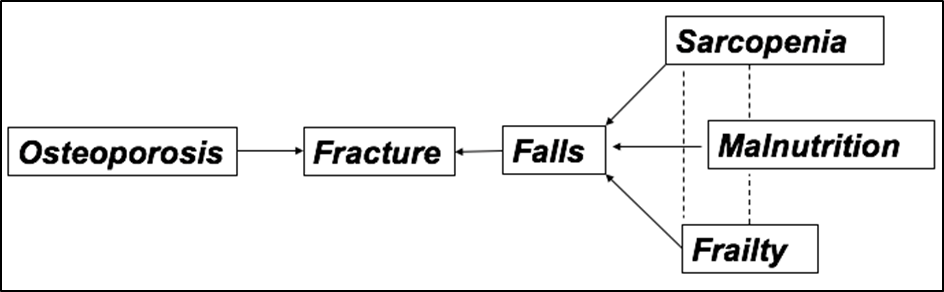 Sarcopenia
Osteoporosis
Fracture
Falls
Malnutrition
Frailty